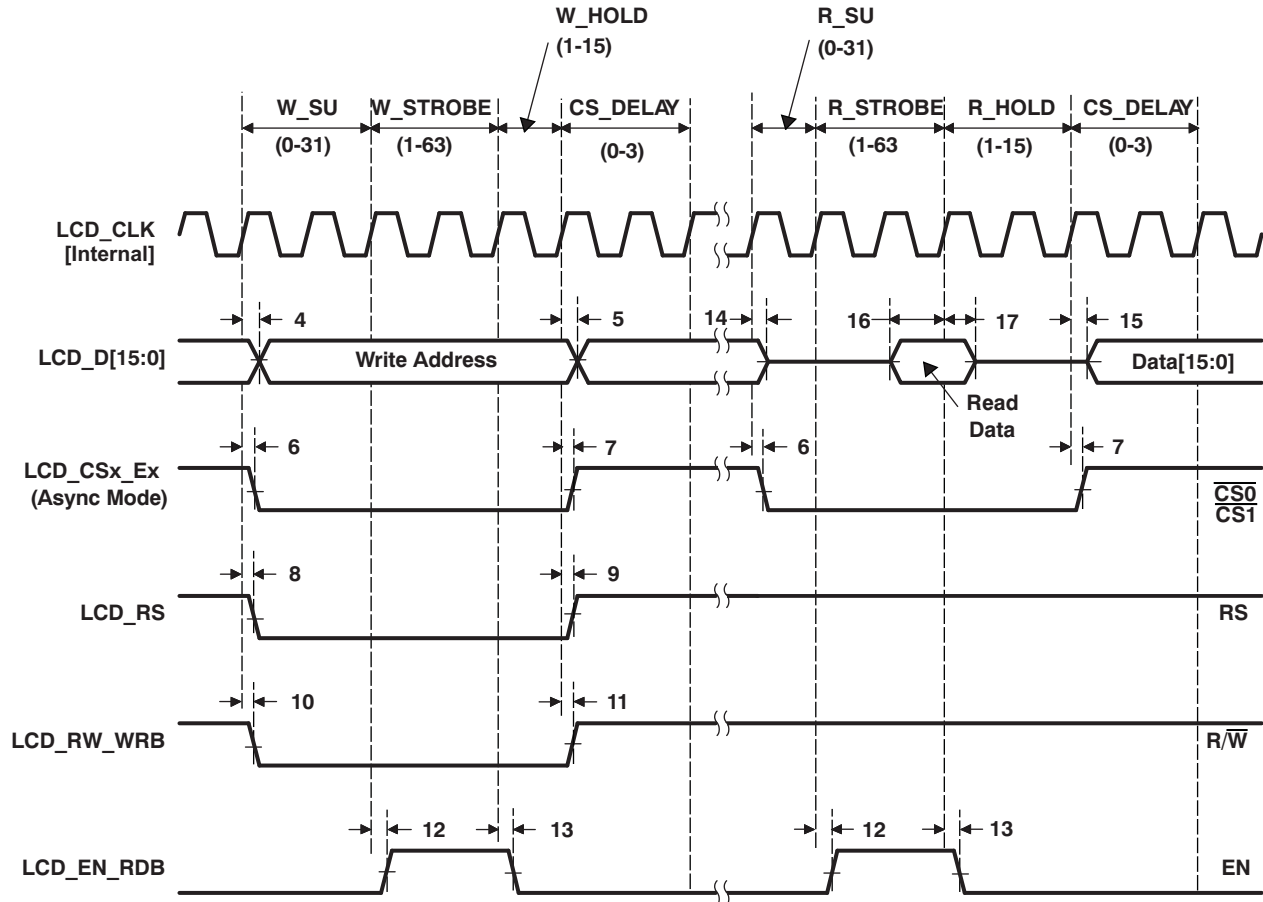 W_HOLD
(1-15)
R_SU
(0-31)
W_SU
(0-31)
W_STROBE
(1-63)
CS_DELAY
(0-3)
R_STROBE
(1-63
R_HOLD
(1-15)
CS_DELAY
(0-3)
LCD_CLK
[Internal]
4
5
14
16
17
15
LCD_D[15:0]
Write Address
Data[15:0]
Read
Data
6
7
6
7
LCD_CSx_Ex
(Async Mode)
CS0
CS1
8
9
LCD_RS
RS
10
11
LCD_RW_WRB
R/W
12
13
12
13
LCD_EN_RDB
EN